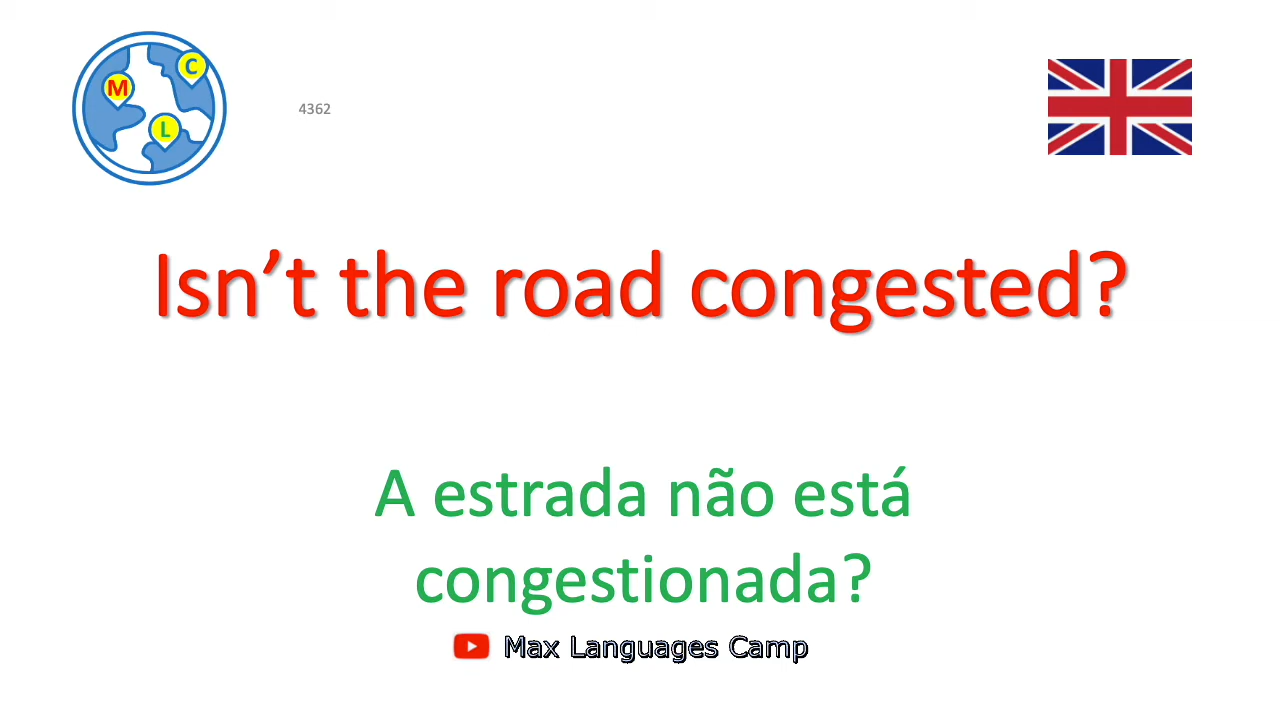 M
C
L
4362
Isn’t the road congested?
A estrada não está
congestionada?
Max Languages Camp